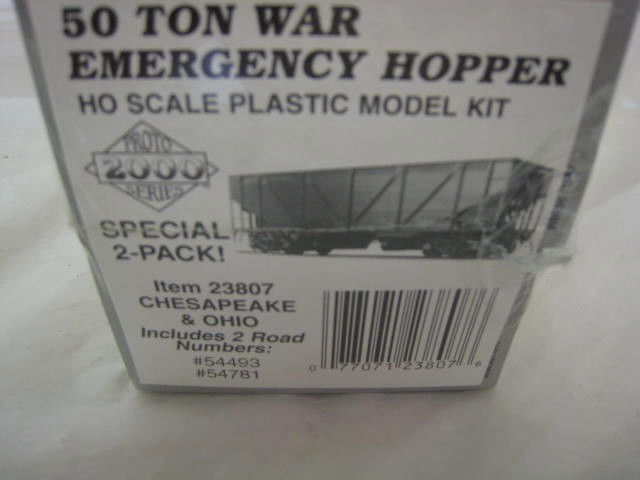 50 TON WAR
EMERGENCY HOPPER
HO SCALE PLASTIC MODEL KIT
PROTO
2000
SERIES
SPECIAL
2-PACK!
Item 23807
CHESAPEAKE
& OHIO
Includes 2 Road
Numbers:
#54493
#54781
0 77071 23807 6